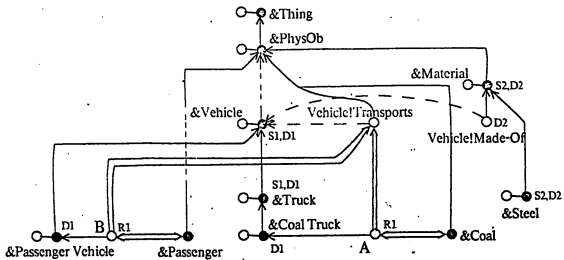 &Thing
&PhysOb
&Material
S2,D2
&Vehicle
Vehicle!Transports
D2
S1,D1
Vehicle!Made-Of
S1,D1
&Truck
S2,D2
&Steel
D1
B
R1
&Coal Truck
R1
&Passenger Vehicle
&Passenger
D1
A
&Coal